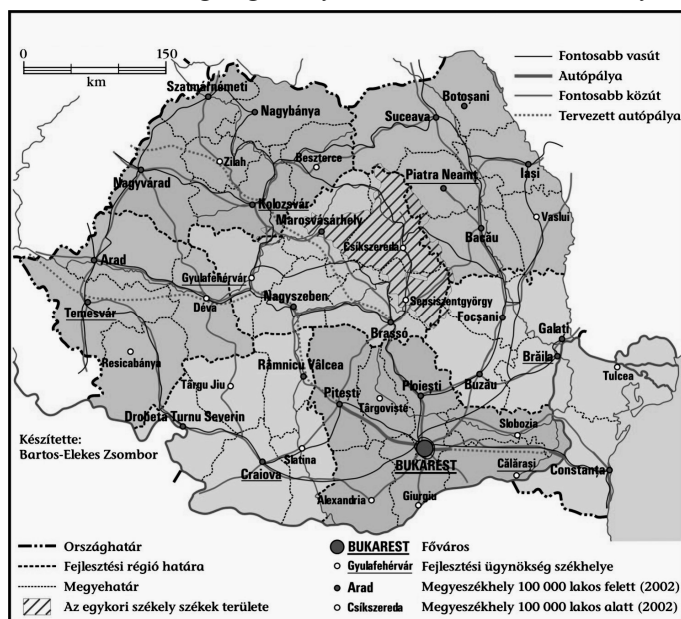 0 150
km
Fontosabb vasút
Autópálya
Fontosabb közút
Tervezett autópálya
Szatmárnémeti
Nagybánya
Botoșani
Suceava
Zilah
Beszterce
Piatra Neamț
Iași
Nagyvárad
Kolozsvár
Marosvásárhely
Vaslui
Csíkszereda
Bacău
Arad
Gyulafehérvár
Sepsiszentgyörgy
Temesvár
Déva
Nagyszeben
Focșani
Brassó
Galați
Resicabánya
Râmnicu Vâlcea
Brăila
Târgu Jiu
Pitești
Ploiești
Buzău
Tulcea
Târgoviște
Drobeta Turnu Severin
Slobozia
Készítette:
Bartos-Elekes Zsombor
Slatina
BUKAREST
Călărași
Constanța
Craiova
Alexandria
Giurgiu
Országhatár
Fejlesztési régió határa
Megyehatár
Az egykori székely székek területe
BUKAREST Főváros
Gyulafehérvár Fejlesztési ügynökség székhelye
Arad Megyeszékhely 100 000 lakos felett (2002)
Csíkszereda Megyeszékhely 100 000 lakos alatt (2002)